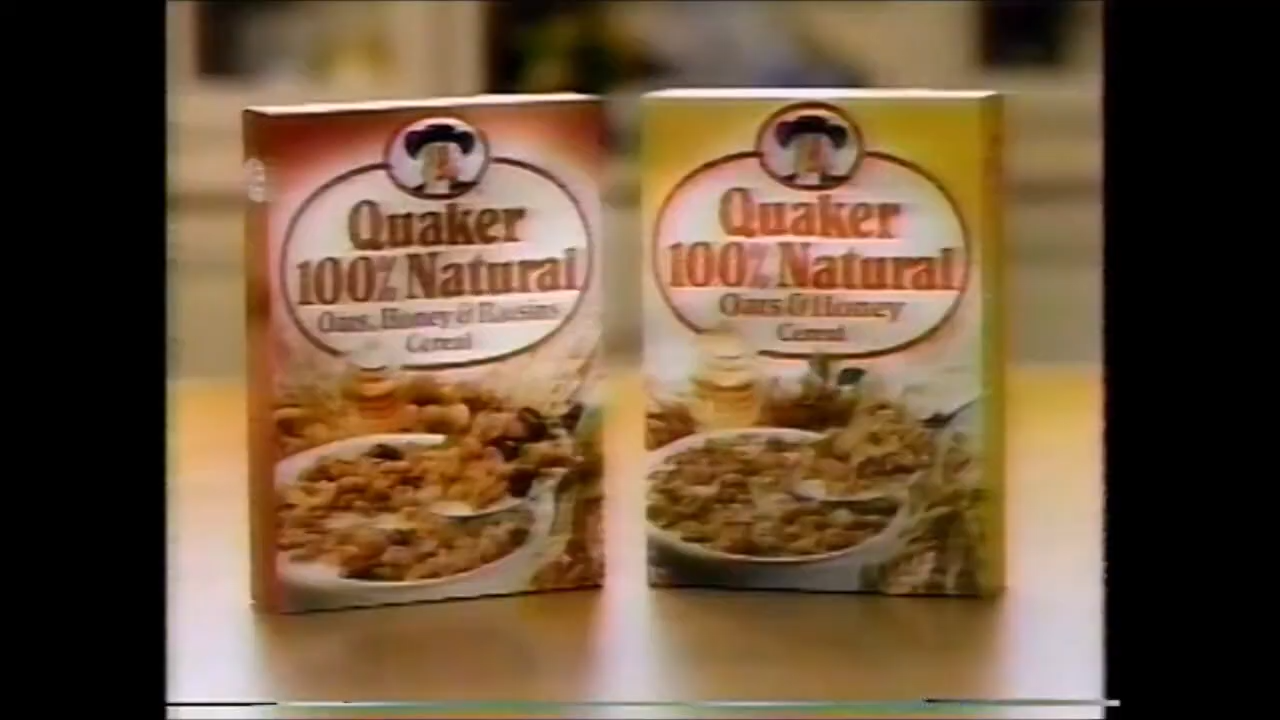 Quaker
100% Natural
Oats, Honey & Raisins
Cereal
Quaker
100% Natural
Oats & Honey
Cereal